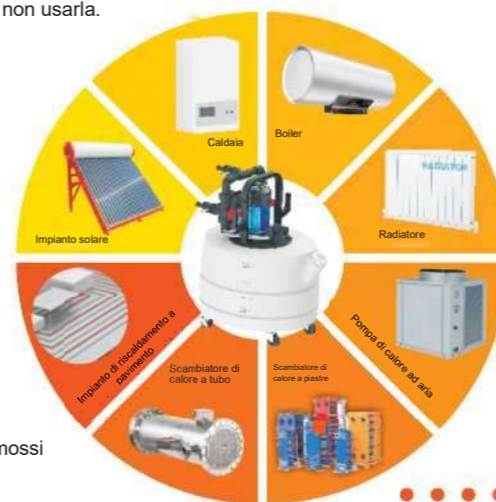 non usarla.
Caldaia
Boiler
Impianto solare
RADIATOR
Radiatore
Impianto di riscaldamento a
pavimento
Scambiatore di
calore a tubo
Scambiatore di
calore a piastre
Pompa di calore ad aria
mossi